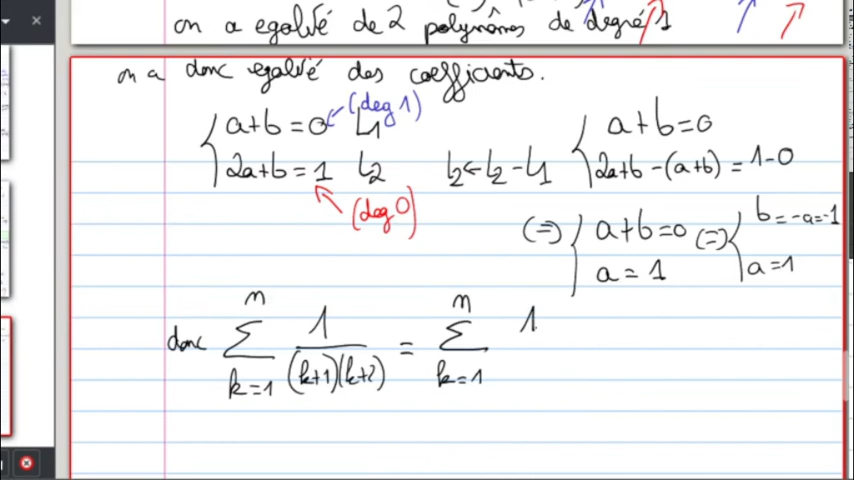 on a egalité de 2 polynômes de degré 1
on a donc egalité des coefficients.
a+b=0 (deg 1) L1 a+b=0
2a+b=1 L2 L2 ← L2 - L1 2a+b-(a+b)=1-0
(deg 0)
(=) a+b=0 (=) b=-a=-1
a=1 a=1
donc n∑k=1 1/(k+1)(k+2) = n∑k=1 1